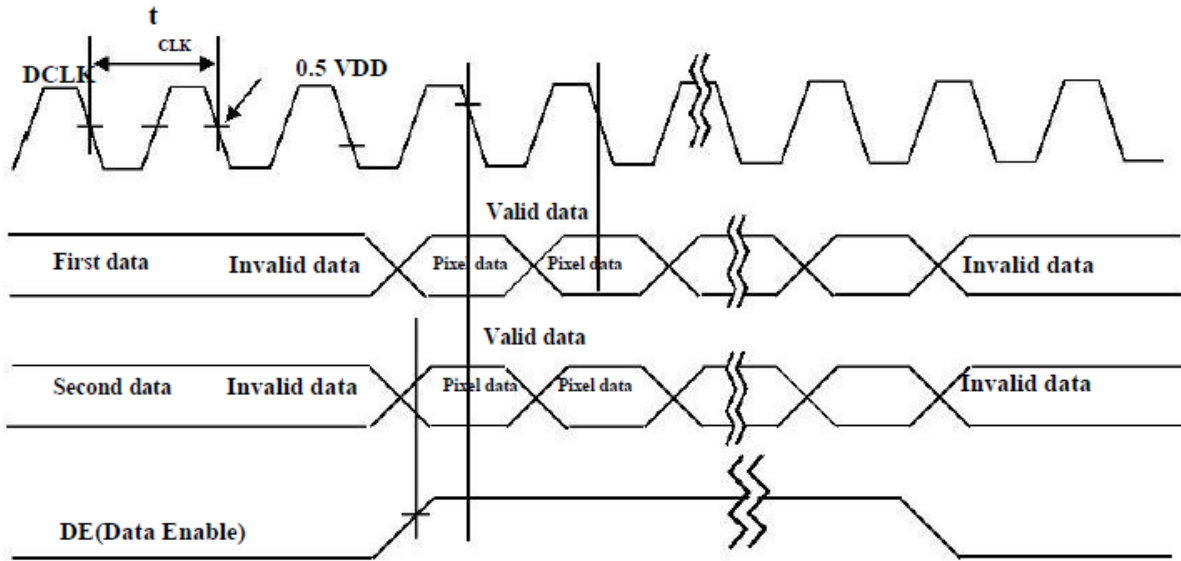 t
CLK
DCLK
0.5 VDD
Valid data
First data
Invalid data
Pixel data
Pixel data
Invalid data
Valid data
Second data
Invalid data
Pixel data
Pixel data
Invalid data
DE(Data Enable)